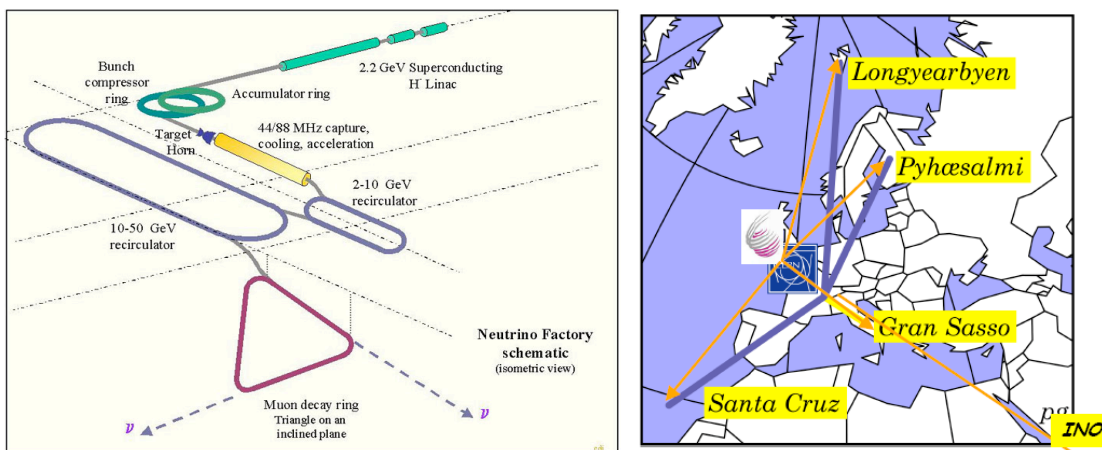 2.2 GeV Superconducting
H⁻ Linac
Bunch
compressor
ring
Accumulator ring
Target
Horn
44/88 MHz capture,
cooling, acceleration
2-10 GeV
recirculator
10-50 GeV
recirculator
Neutrino Factory
schematic
(isometric view)
Muon decay ring
Triangle on an
inclined plane
ν
ν
Longyearbyen
Pyhæsalmi
Gran Sasso
Santa Cruz
pg
INO